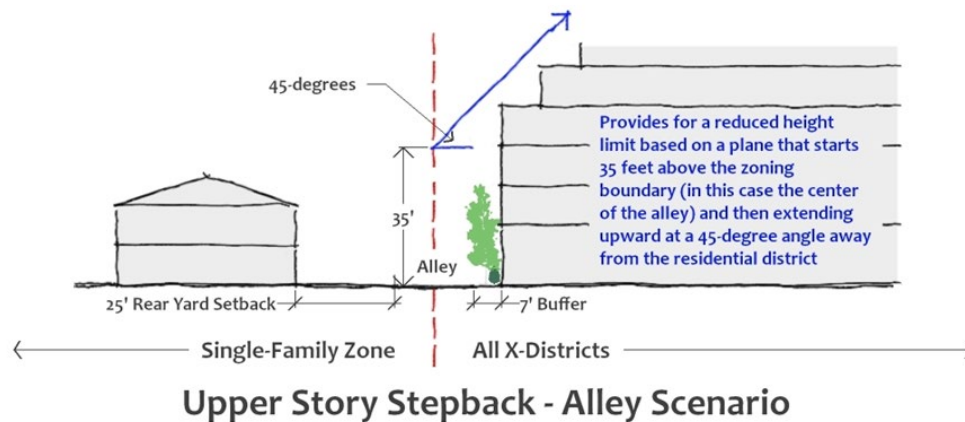 45-degrees
Provides for a reduced height
limit based on a plane that starts
35 feet above the zoning
boundary (in this case the center
of the alley) and then extending
upward at a 45-degree angle away
from the residential district
35'
Alley
25' Rear Yard Setback
7' Buffer
Single-Family Zone
All X-Districts
Upper Story Stepback - Alley Scenario